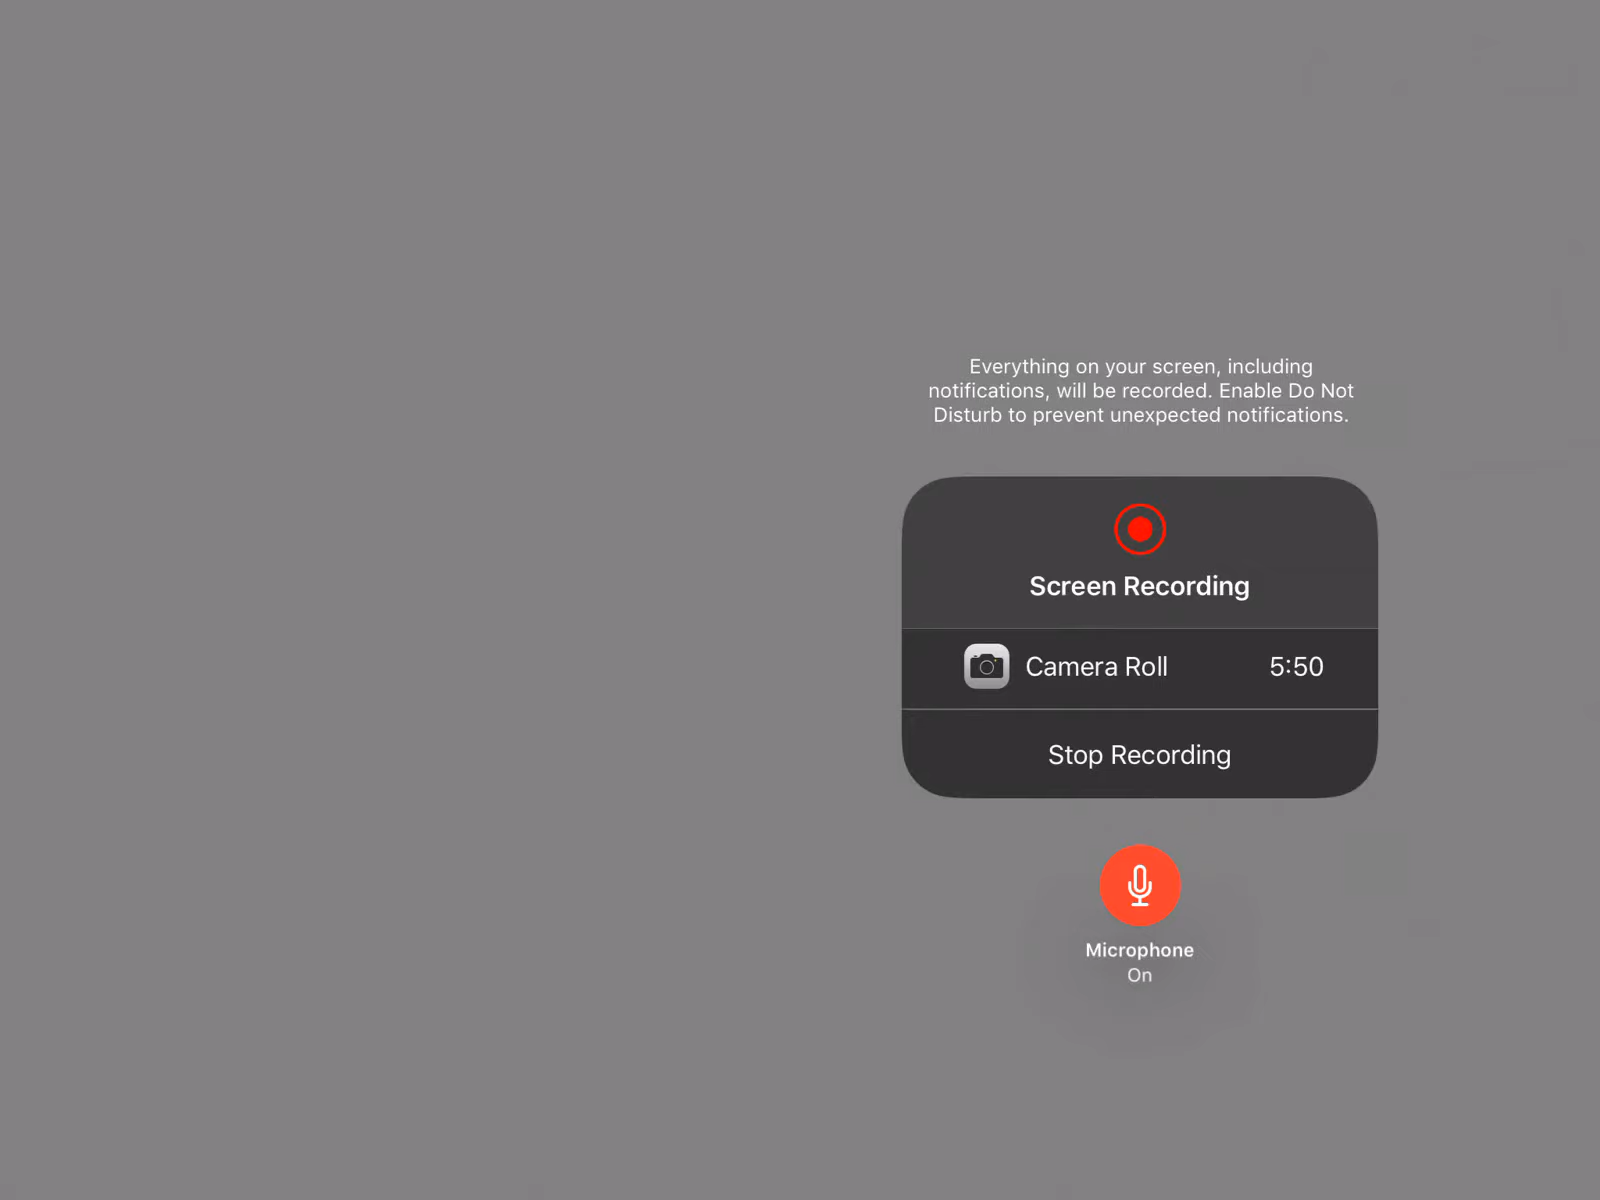 Everything on your screen, including
notifications, will be recorded. Enable Do Not
Disturb to prevent unexpected notifications.
Screen Recording
Camera Roll 5:50
Stop Recording
Microphone
On